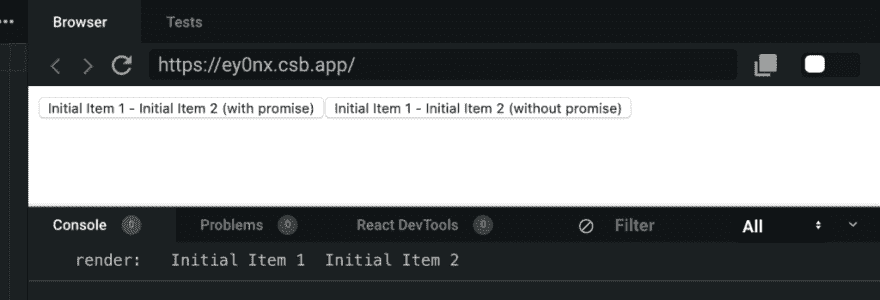 Browser Tests
https://ey0nx.csb.app/
Initial Item 1 - Initial Item 2 (with promise) Initial Item 1 - Initial Item 2 (without promise)
Console 0 Problems 0 React DevTools 0 Filter All
render: Initial Item 1 Initial Item 2